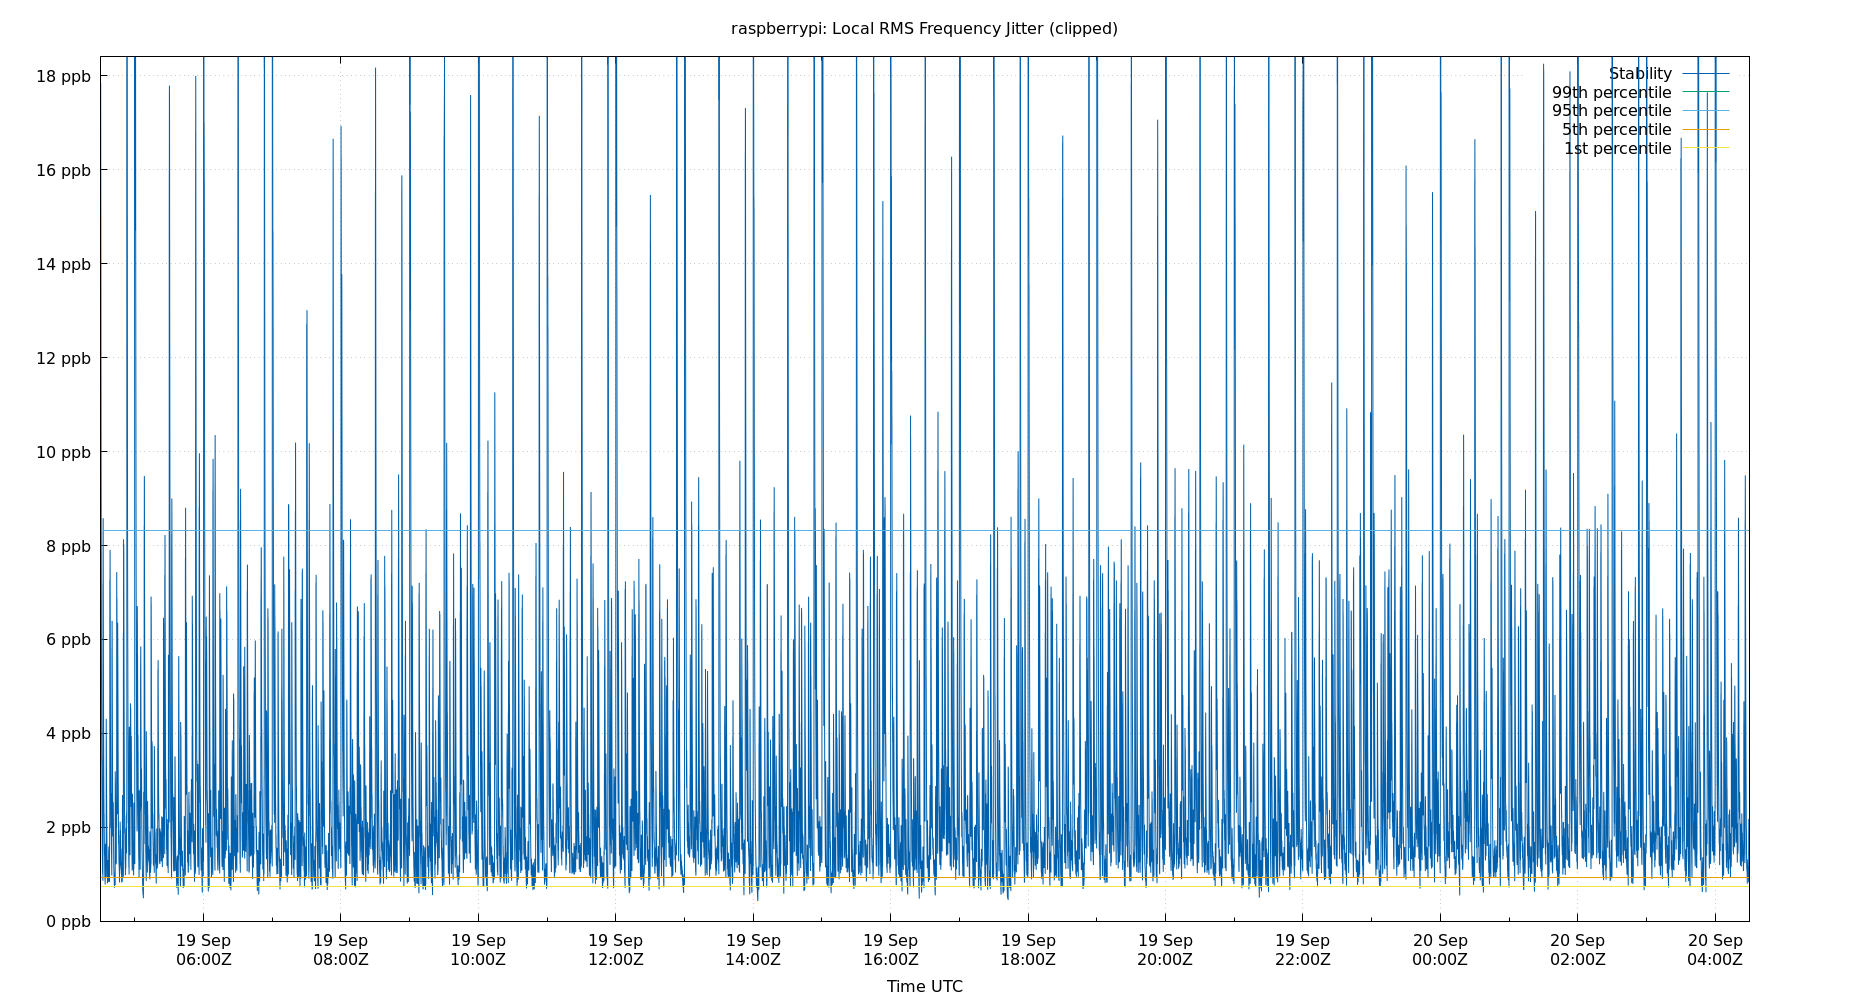 raspberrypi: Local RMS Frequency Jitter (clipped)
18 ppb
16 ppb
14 ppb
12 ppb
10 ppb
8 ppb
6 ppb
4 ppb
2 ppb
0 ppb
Stability
99th percentile
95th percentile
5th percentile
1st percentile
19 Sep 19 Sep 19 Sep 19 Sep 19 Sep 19 Sep 19 Sep 19 Sep 19 Sep 20 Sep 20 Sep 20 Sep
06:00Z 08:00Z 10:00Z 12:00Z 14:00Z 16:00Z 18:00Z 20:00Z 22:00Z 00:00Z 02:00Z 04:00Z
Time UTC